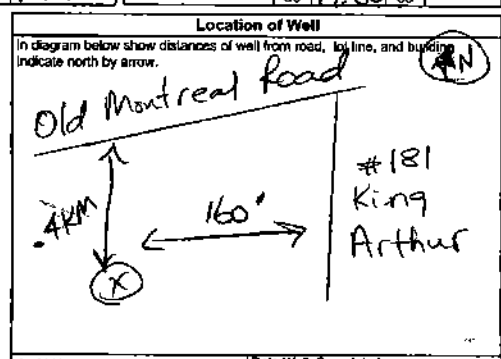 Location of Well
In diagram below show distances of well from road, lot line, and building
Indicate north by arrow.
N
Old Montreal Road
.4KM
160'
#181
King
Arthur
X